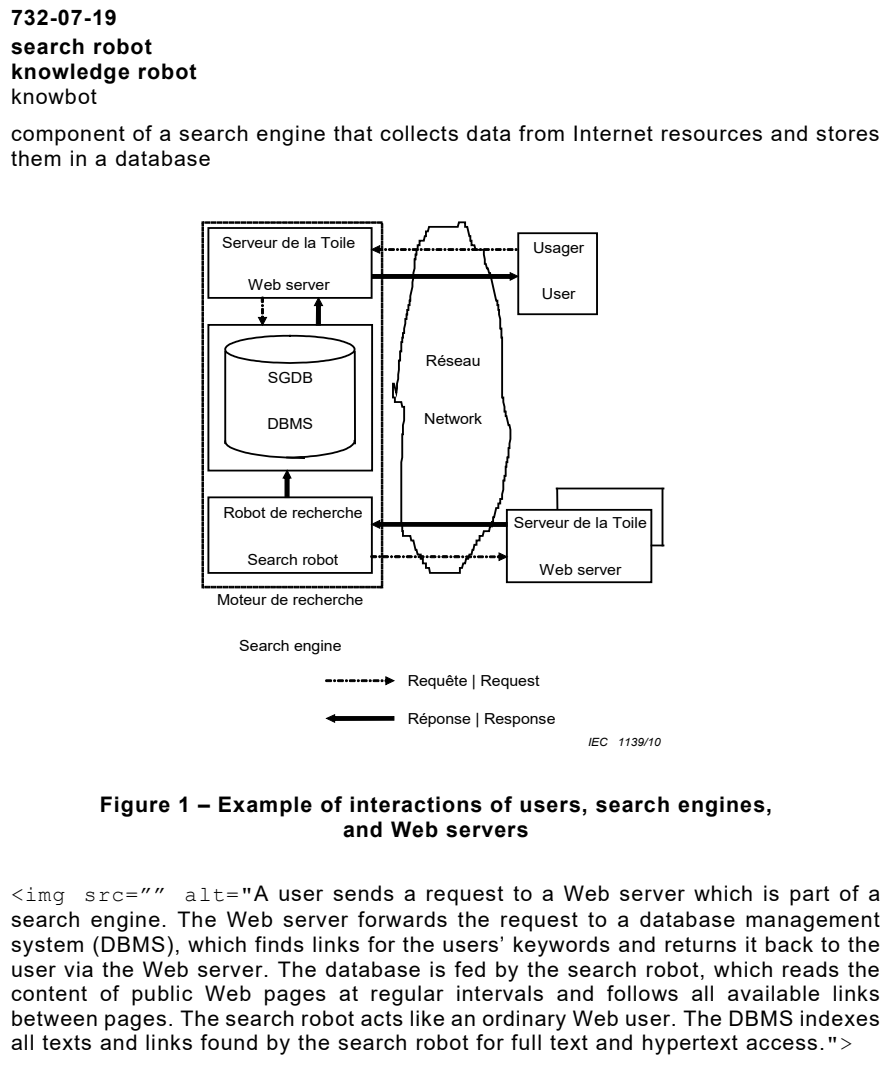 732-07-19
search robot
knowledge robot
knowbot
component of a search engine that collects data from Internet resources and stores
them in a database
Serveur de la Toile
Web server
Usager
User
SGDB
DBMS
Réseau
Network
Robot de recherche
Search robot
Serveur de la Toile
Web server
Moteur de recherche
Search engine
Requête | Request
Réponse | Response
IEC 1139/10
Figure 1 – Example of interactions of users, search engines,
and Web servers
<img src="" alt="A user sends a request to a Web server which is part of a
search engine. The Web server forwards the request to a database management
system (DBMS), which finds links for the users’ keywords and returns it back to the
user via the Web server. The database is fed by the search robot, which reads the
content of public Web pages at regular intervals and follows all available links
between pages. The search robot acts like an ordinary Web user. The DBMS indexes
all texts and links found by the search robot for full text and hypertext access.">